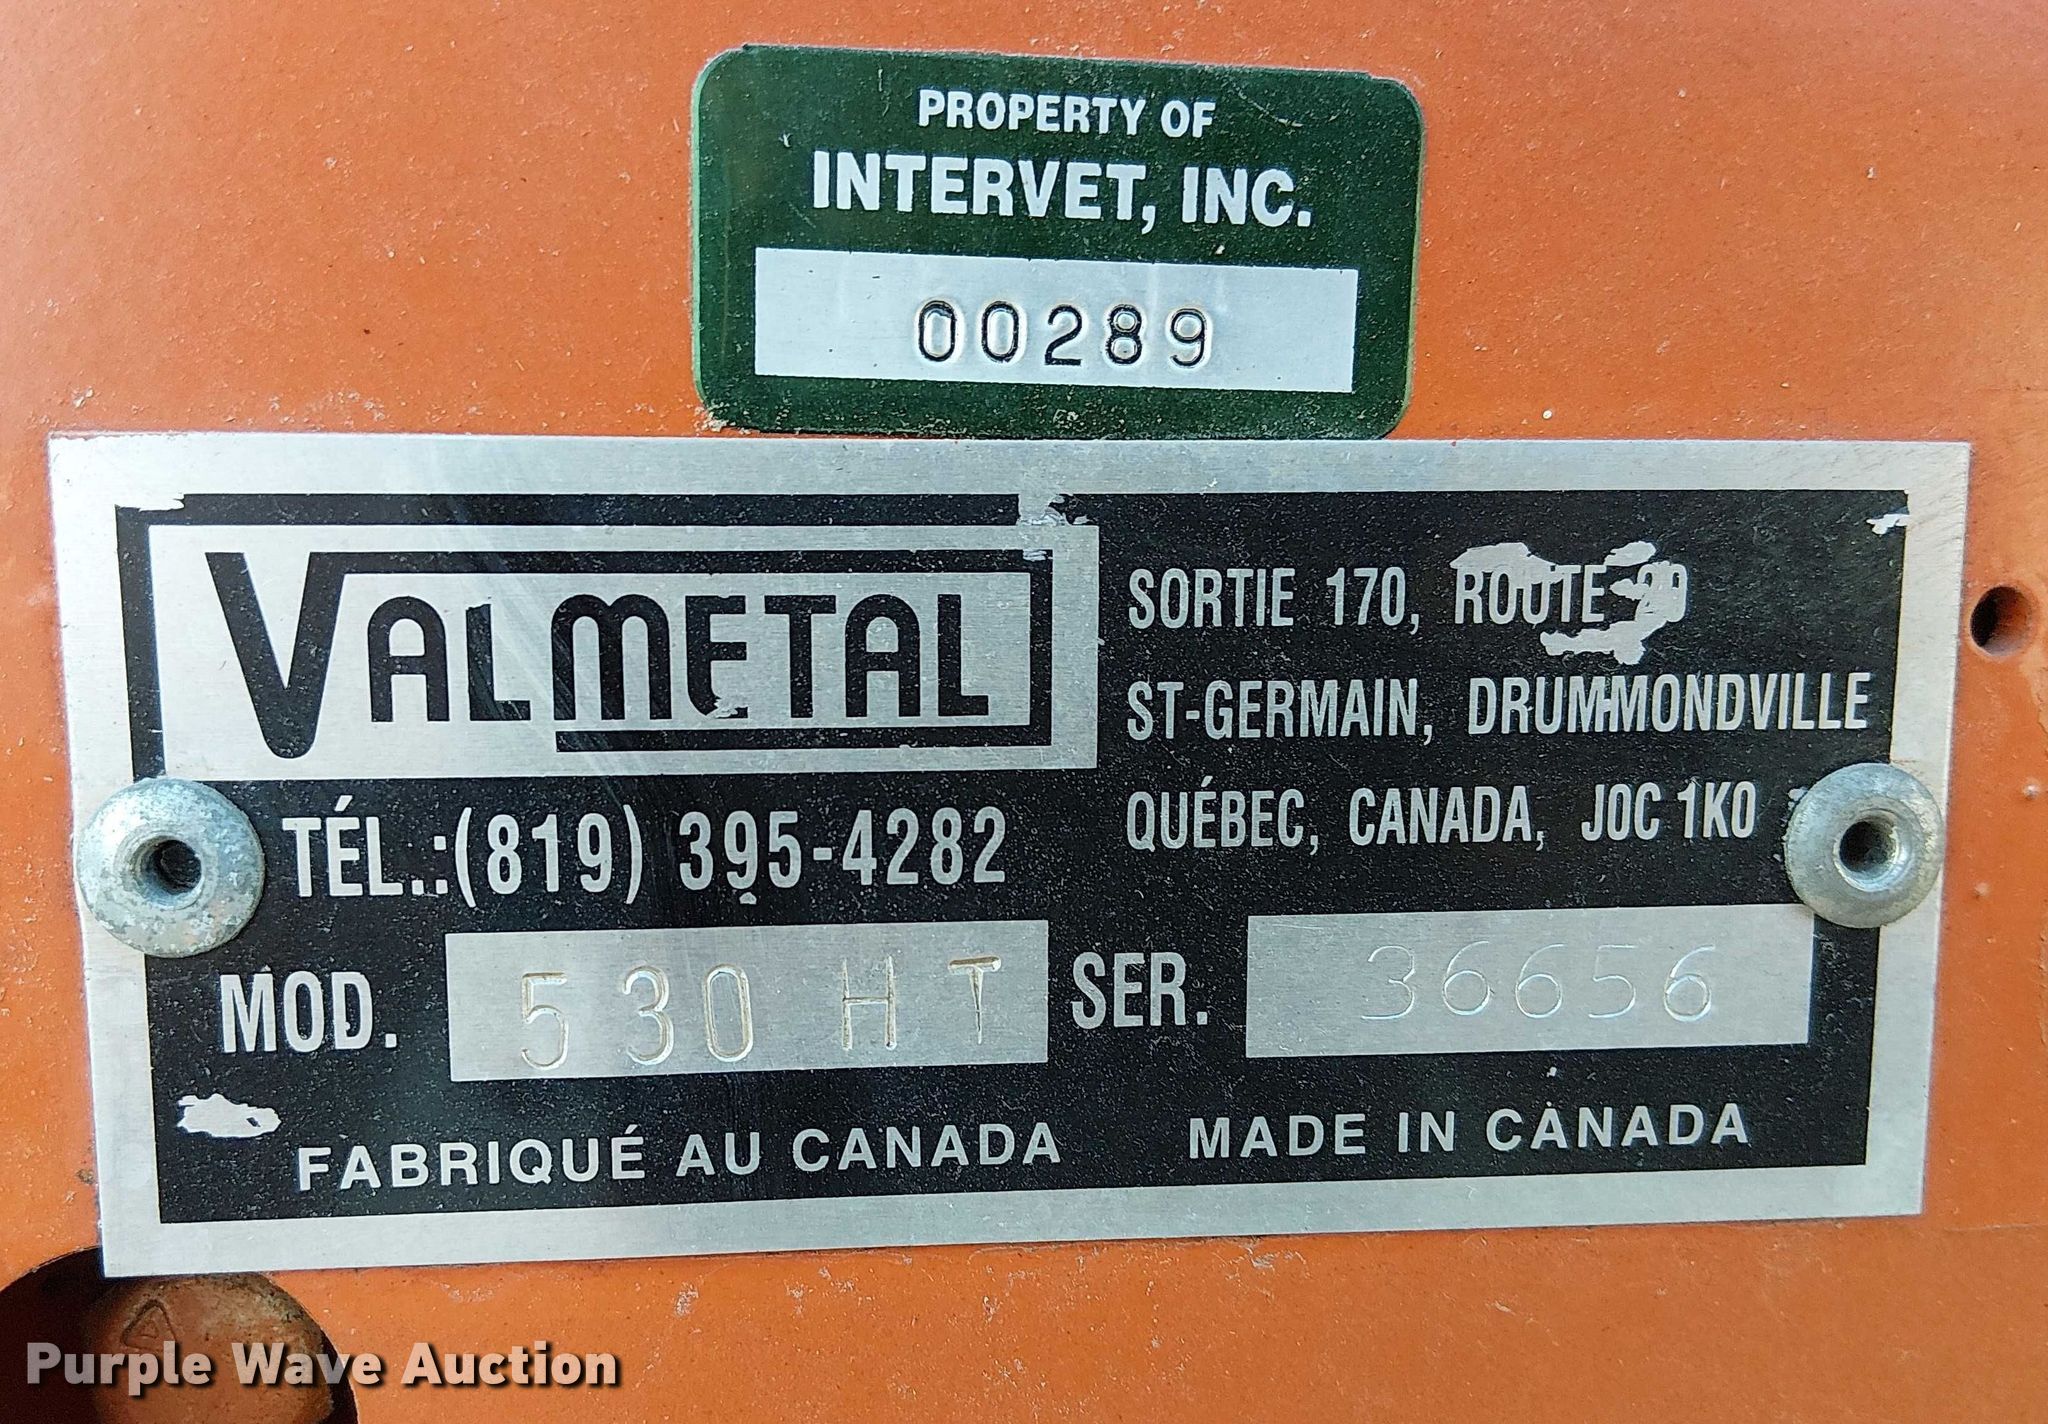 PROPERTY OF
INTERVET, INC.
00289
VALMETAL
SORTIE 170, ROUTE 20
ST-GERMAIN, DRUMMONDVILLE
QUÉBEC, CANADA, J0C 1K0
TÉL.:(819) 395-4282
MOD. 530 HT SER. 36656
FABRIQUÉ AU CANADA MADE IN CANADA
Purple Wave Auction